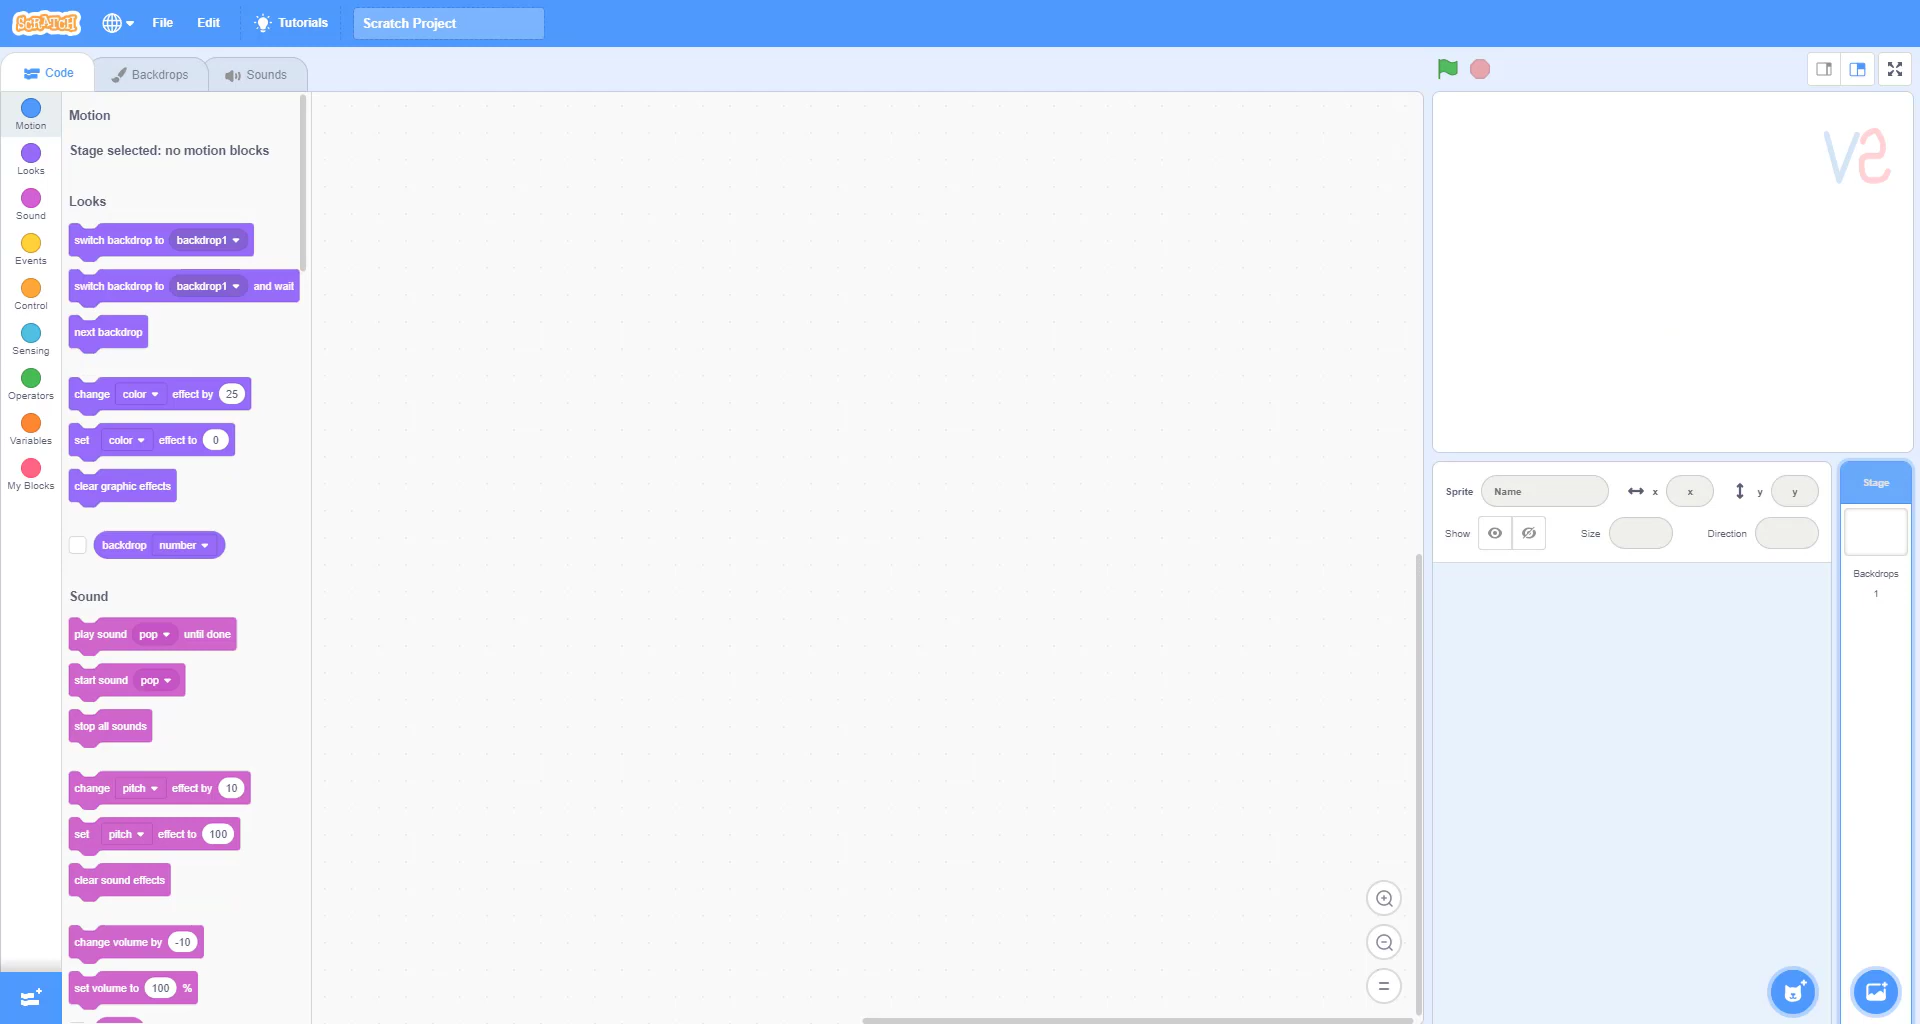 SCRATCH
File
Edit
Tutorials
Scratch Project
Code
Backdrops
Sounds
Motion
Looks
Sound
Events
Control
Sensing
Operators
Variables
My Blocks
Motion
Stage selected: no motion blocks
Looks
switch backdrop to backdrop1
switch backdrop to backdrop1 and wait
next backdrop
change color effect by 25
set color effect to 0
clear graphic effects
backdrop number
Sound
play sound pop until done
start sound pop
stop all sounds
change pitch effect by 10
set pitch effect to 100
clear sound effects
change volume by -10
set volume to 100 %
Sprite Name x x y y
Show Size Direction
Stage
Backdrops
1